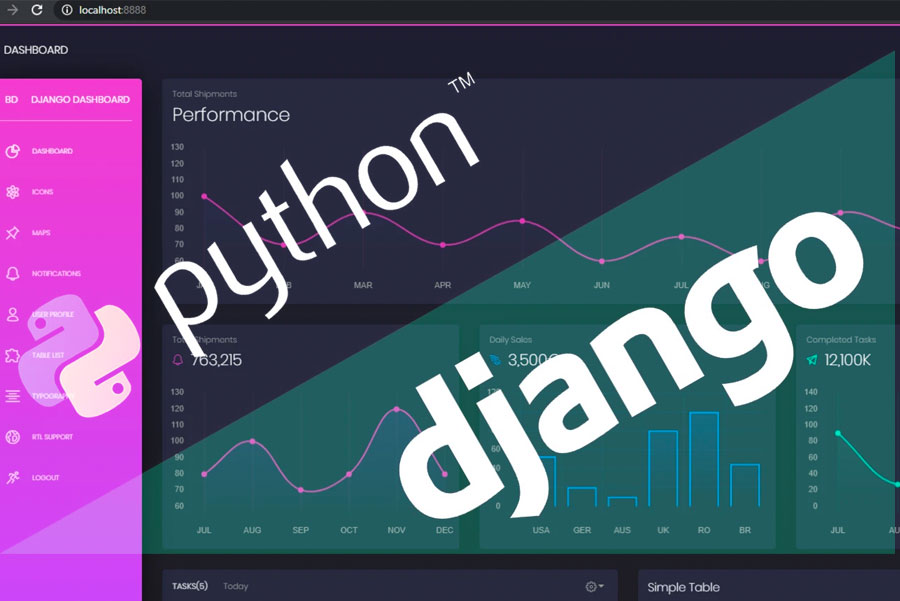 localhost:8888
DASHBOARD
BD DJANGO DASHBOARD
DASHBOARD
ICONS
MAPS
NOTIFICATIONS
USER PROFILE
TABLE LIST
TYPOGRAPHY
RTL SUPPORT
LOGOUT
python™
django
Total Shipments
Performance
130
120
110
100
90
80
70
60
MAR APR MAY JUN JUL
Shipments
763,215
130
120
110
100
90
80
70
60
JUL AUG SEP OCT NOV DEC
Daily Sales
3,500
60
0
USA GER AUS UK RO BR
Completed Tasks
12,100K
140
120
100
80
60
40
20
0
JUL
TASKS(5) Today
Simple Table